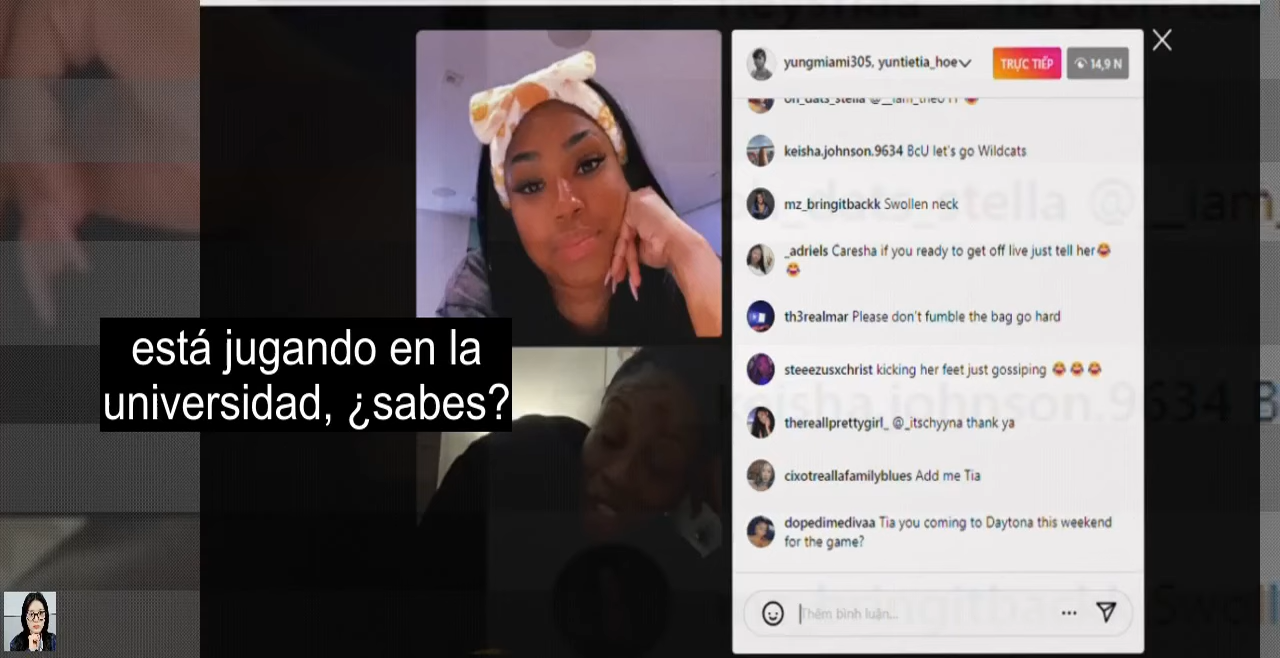 yungmiami305, yuntietia_hoe
TRỰC TIẾP
14,9 N
keisha.johnson.9634 BcU let's go Wildcats
mz_bringitbackk Swollen neck
_adriels Caresha if you ready to get off live just tell her😂
😂
th3realmar Please don't fumble the bag go hard
steeezusxchrist kicking her feet just gossiping 😂😂😂
thereallprettygirl_ @_itschyyna thank ya
cixotreallafamilyblues Add me Tia
dopedimedivaa Tia you coming to Daytona this weekend
for the game?
Thêm bình luận...
está jugando en la
universidad, ¿sabes?